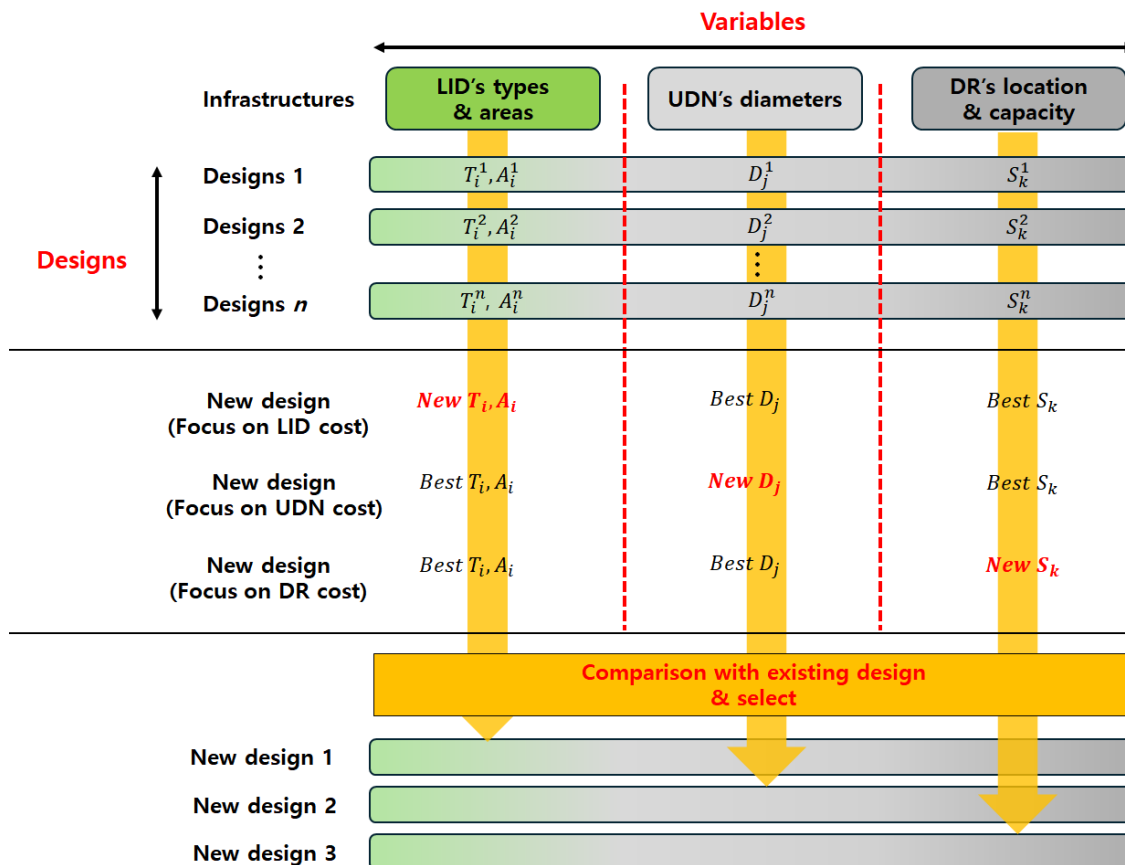 Variables
Infrastructures
LID's types
& areas
UDN's diameters
DR's location
& capacity
Designs
Designs 1
$T_i^1, A_i^1$
$D_j^1$
$S_k^1$
Designs 2
$T_i^2, A_i^2$
$D_j^2$
$S_k^2$
⋮
⋮
Designs n
$T_i^n, A_i^n$
$D_j^n$
$S_k^n$
New design
(Focus on LID cost)
New $T_i, A_i$
Best $D_j$
Best $S_k$
New design
(Focus on UDN cost)
Best $T_i, A_i$
New $D_j$
Best $S_k$
New design
(Focus on DR cost)
Best $T_i, A_i$
Best $D_j$
New $S_k$
Comparison with existing design
& select
New design 1
New design 2
New design 3